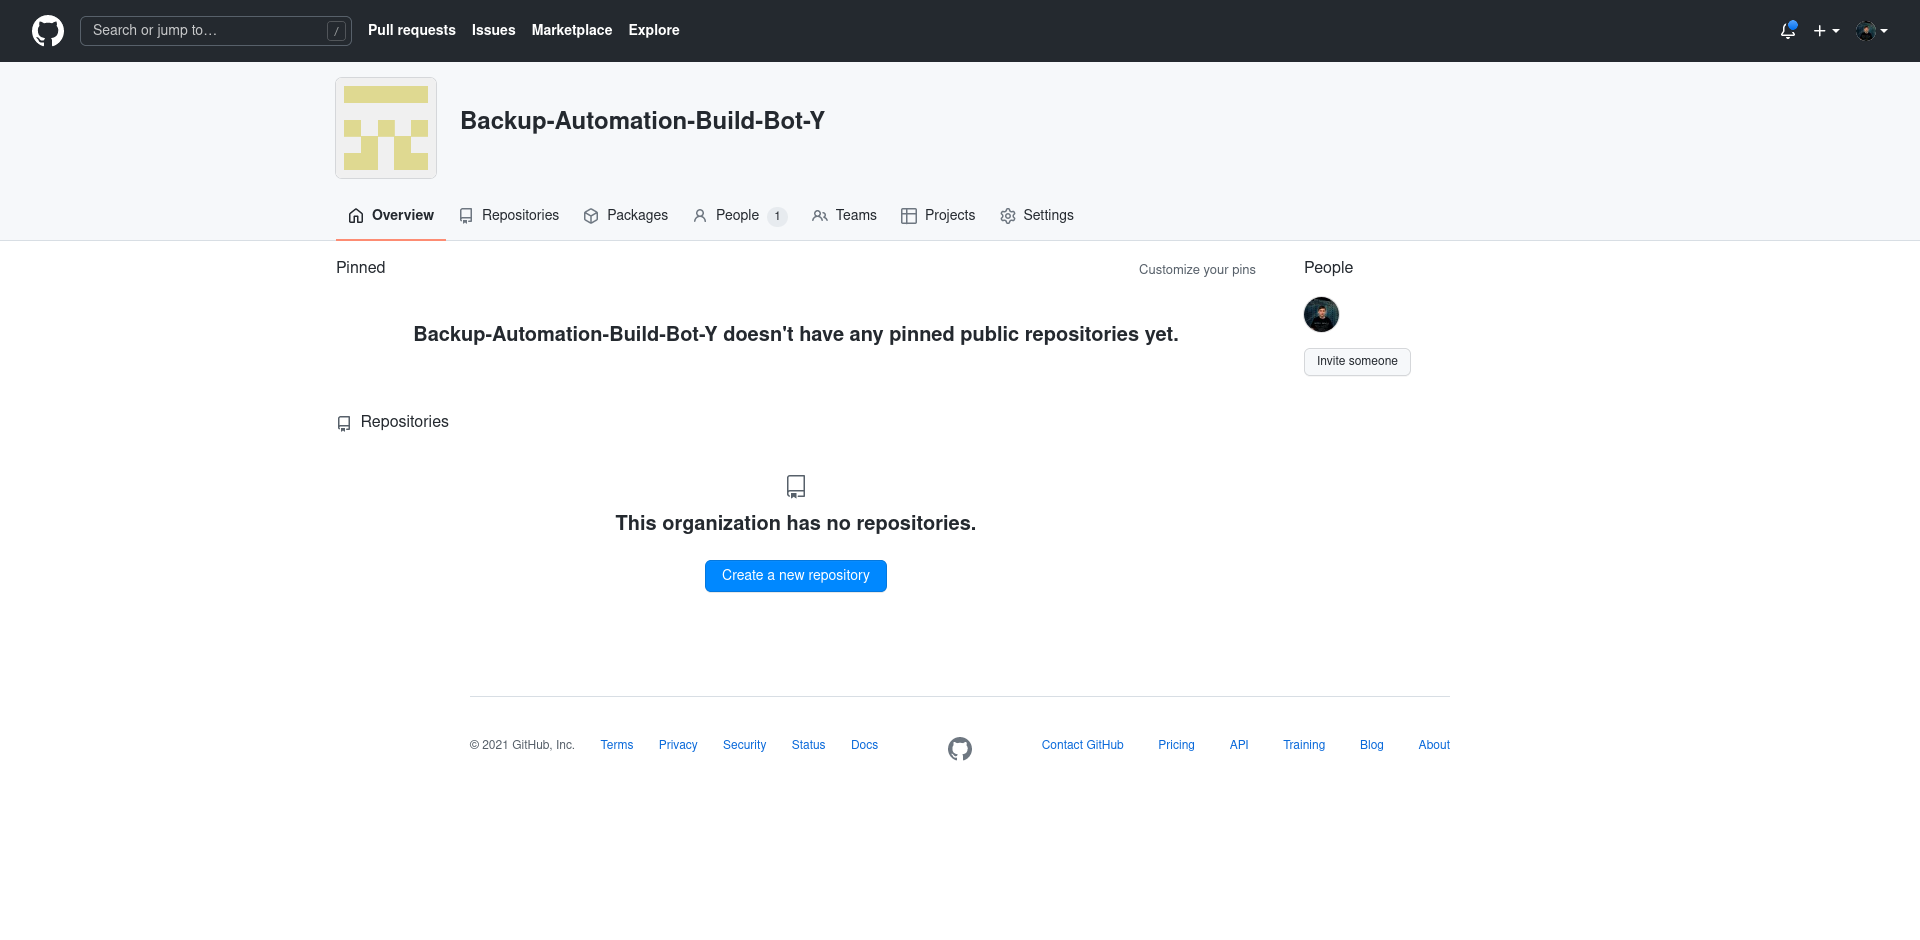 Search or jump to… /
Pull requests Issues Marketplace Explore
Backup-Automation-Build-Bot-Y
Overview Repositories Packages People 1 Teams Projects Settings
Pinned
Customize your pins
Backup-Automation-Build-Bot-Y doesn't have any pinned public repositories yet.
People
Invite someone
Repositories
This organization has no repositories.
Create a new repository
© 2021 GitHub, Inc. Terms Privacy Security Status Docs Contact GitHub Pricing API Training Blog About